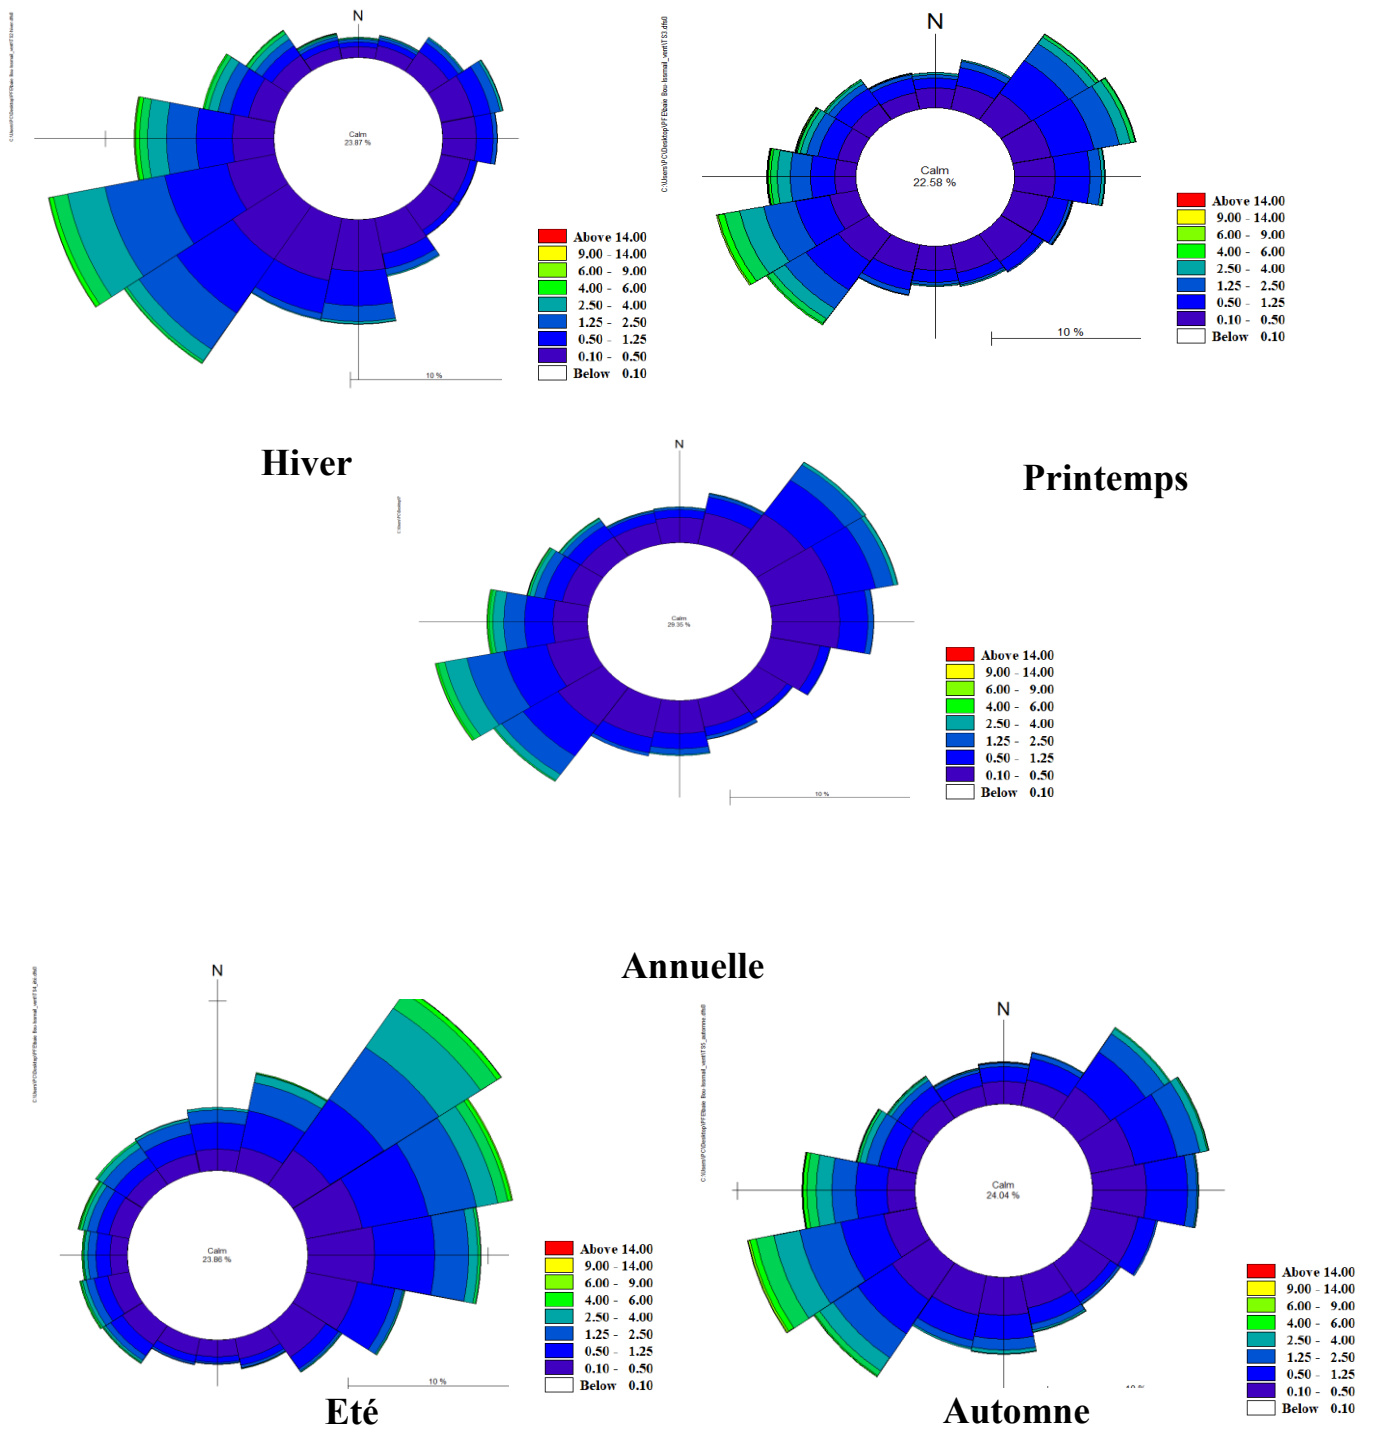 N
Calm
23.87 %
10 %
Above 14.00
9.00 - 14.00
6.00 - 9.00
4.00 - 6.00
2.50 - 4.00
1.25 - 2.50
0.50 - 1.25
0.10 - 0.50
Below 0.10
Hiver
N
Calm
22.58 %
10 %
Above 14.00
9.00 - 14.00
6.00 - 9.00
4.00 - 6.00
2.50 - 4.00
1.25 - 2.50
0.50 - 1.25
0.10 - 0.50
Below 0.10
Printemps
N
Calm
29.35 %
10 %
Above 14.00
9.00 - 14.00
6.00 - 9.00
4.00 - 6.00
2.50 - 4.00
1.25 - 2.50
0.50 - 1.25
0.10 - 0.50
Below 0.10
Annuelle
N
Calm
23.86 %
10 %
Above 14.00
9.00 - 14.00
6.00 - 9.00
4.00 - 6.00
2.50 - 4.00
1.25 - 2.50
0.50 - 1.25
0.10 - 0.50
Below 0.10
Eté
N
Calm
24.04 %
Above 14.00
9.00 - 14.00
6.00 - 9.00
4.00 - 6.00
2.50 - 4.00
1.25 - 2.50
0.50 - 1.25
0.10 - 0.50
Below 0.10
Automne